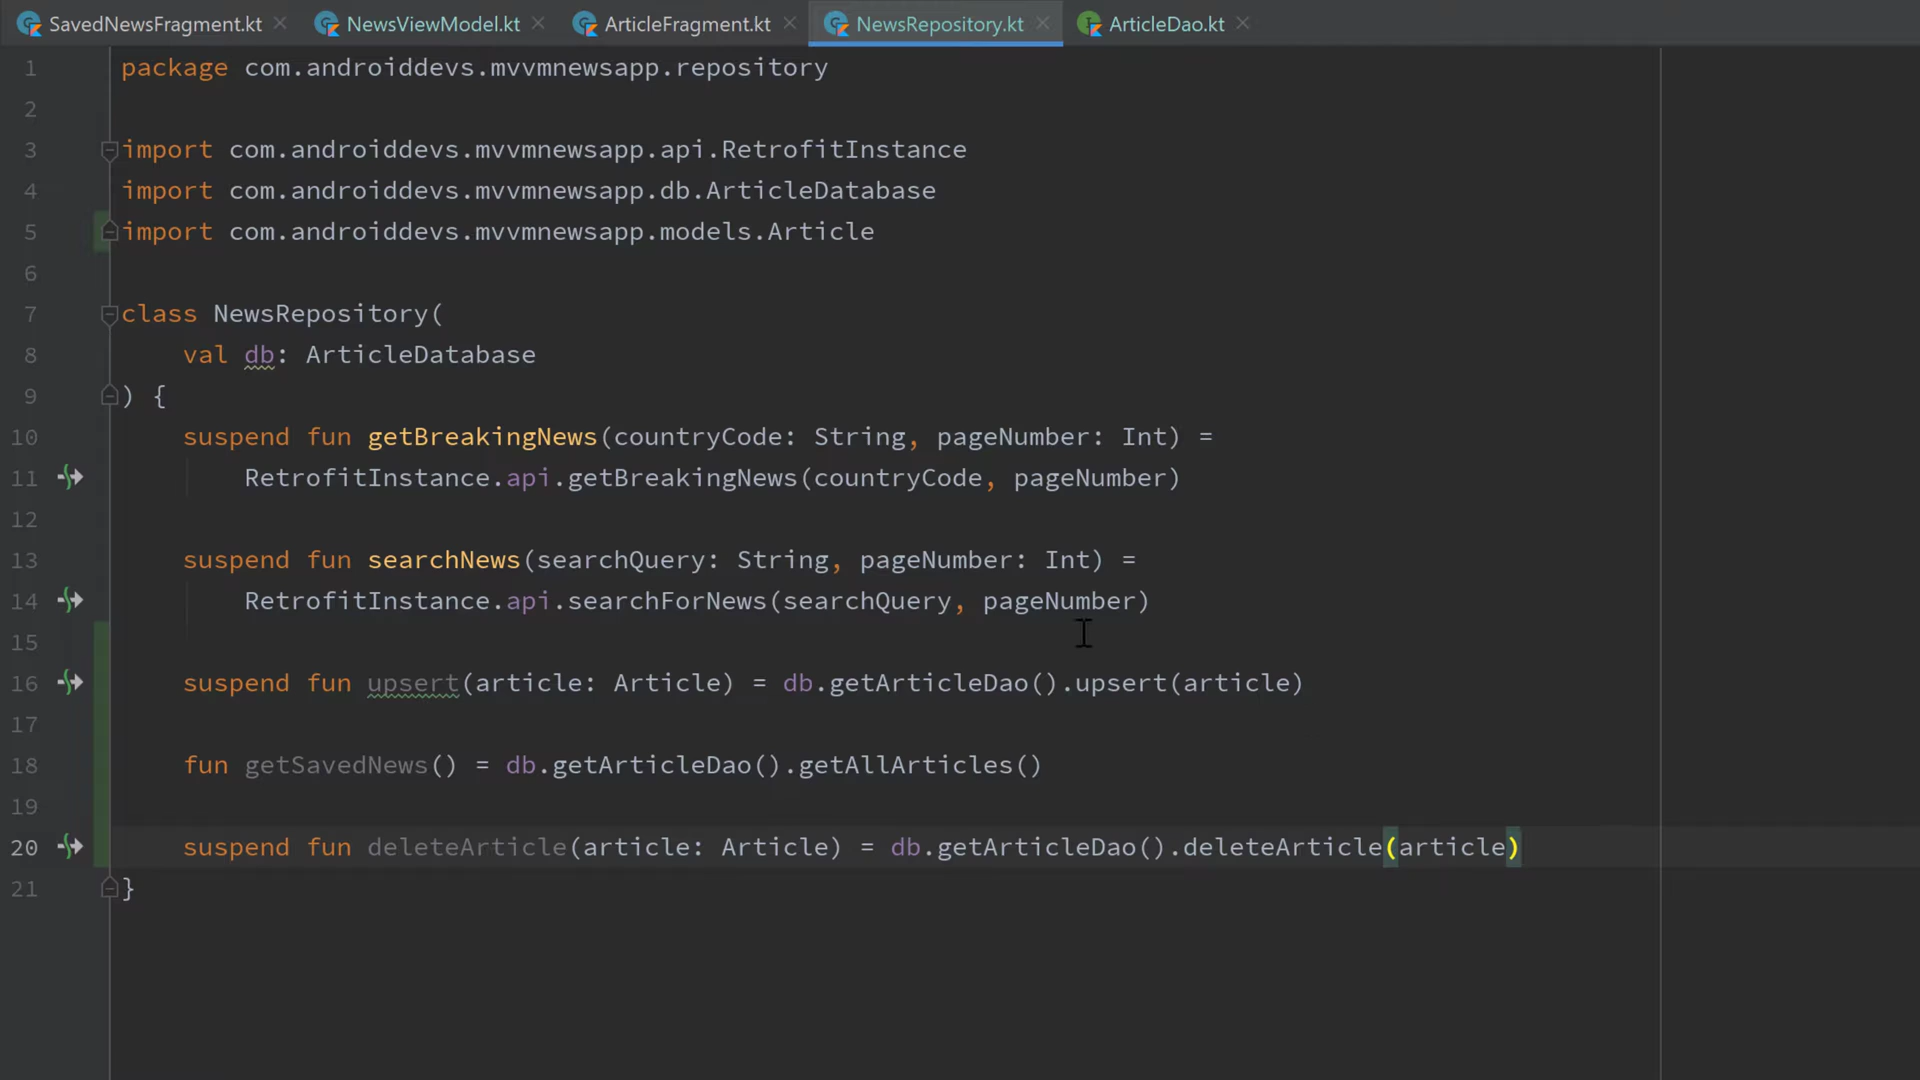 SavedNewsFragment.kt NewsViewModel.kt ArticleFragment.kt NewsRepository.kt ArticleDao.kt
1 package com.androiddevs.mvvmnewsapp.repository
2
3 import com.androiddevs.mvvmnewsapp.api.RetrofitInstance
4 import com.androiddevs.mvvmnewsapp.db.ArticleDatabase
5 import com.androiddevs.mvvmnewsapp.models.Article
6
7 class NewsRepository(
8 val db: ArticleDatabase
9 ) {
10 suspend fun getBreakingNews(countryCode: String, pageNumber: Int) =
11 RetrofitInstance.api.getBreakingNews(countryCode, pageNumber)
12
13 suspend fun searchNews(searchQuery: String, pageNumber: Int) =
14 RetrofitInstance.api.searchForNews(searchQuery, pageNumber)
15
16 suspend fun upsert(article: Article) = db.getArticleDao().upsert(article)
17
18 fun getSavedNews() = db.getArticleDao().getAllArticles()
19
20 suspend fun deleteArticle(article: Article) = db.getArticleDao().deleteArticle(article)
21 }